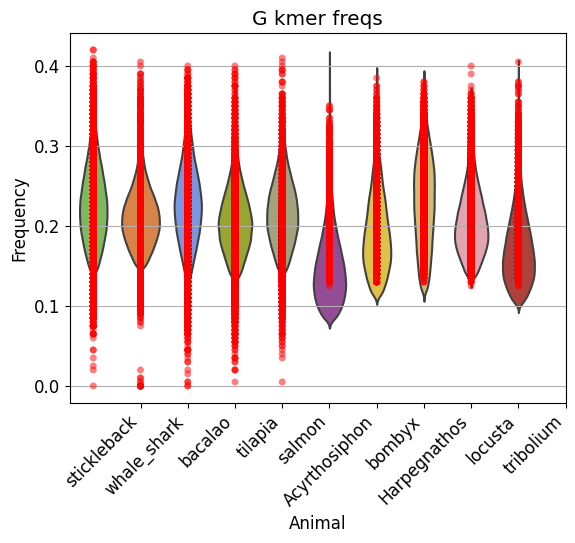 G kmer freqs
Frequency
0.4
0.3
0.2
0.1
0.0
stickleback
whale_shark
bacalao
tilapia
salmon
Acyrthosiphon
bombyx
Harpegnathos
locusta
tribolium
Animal